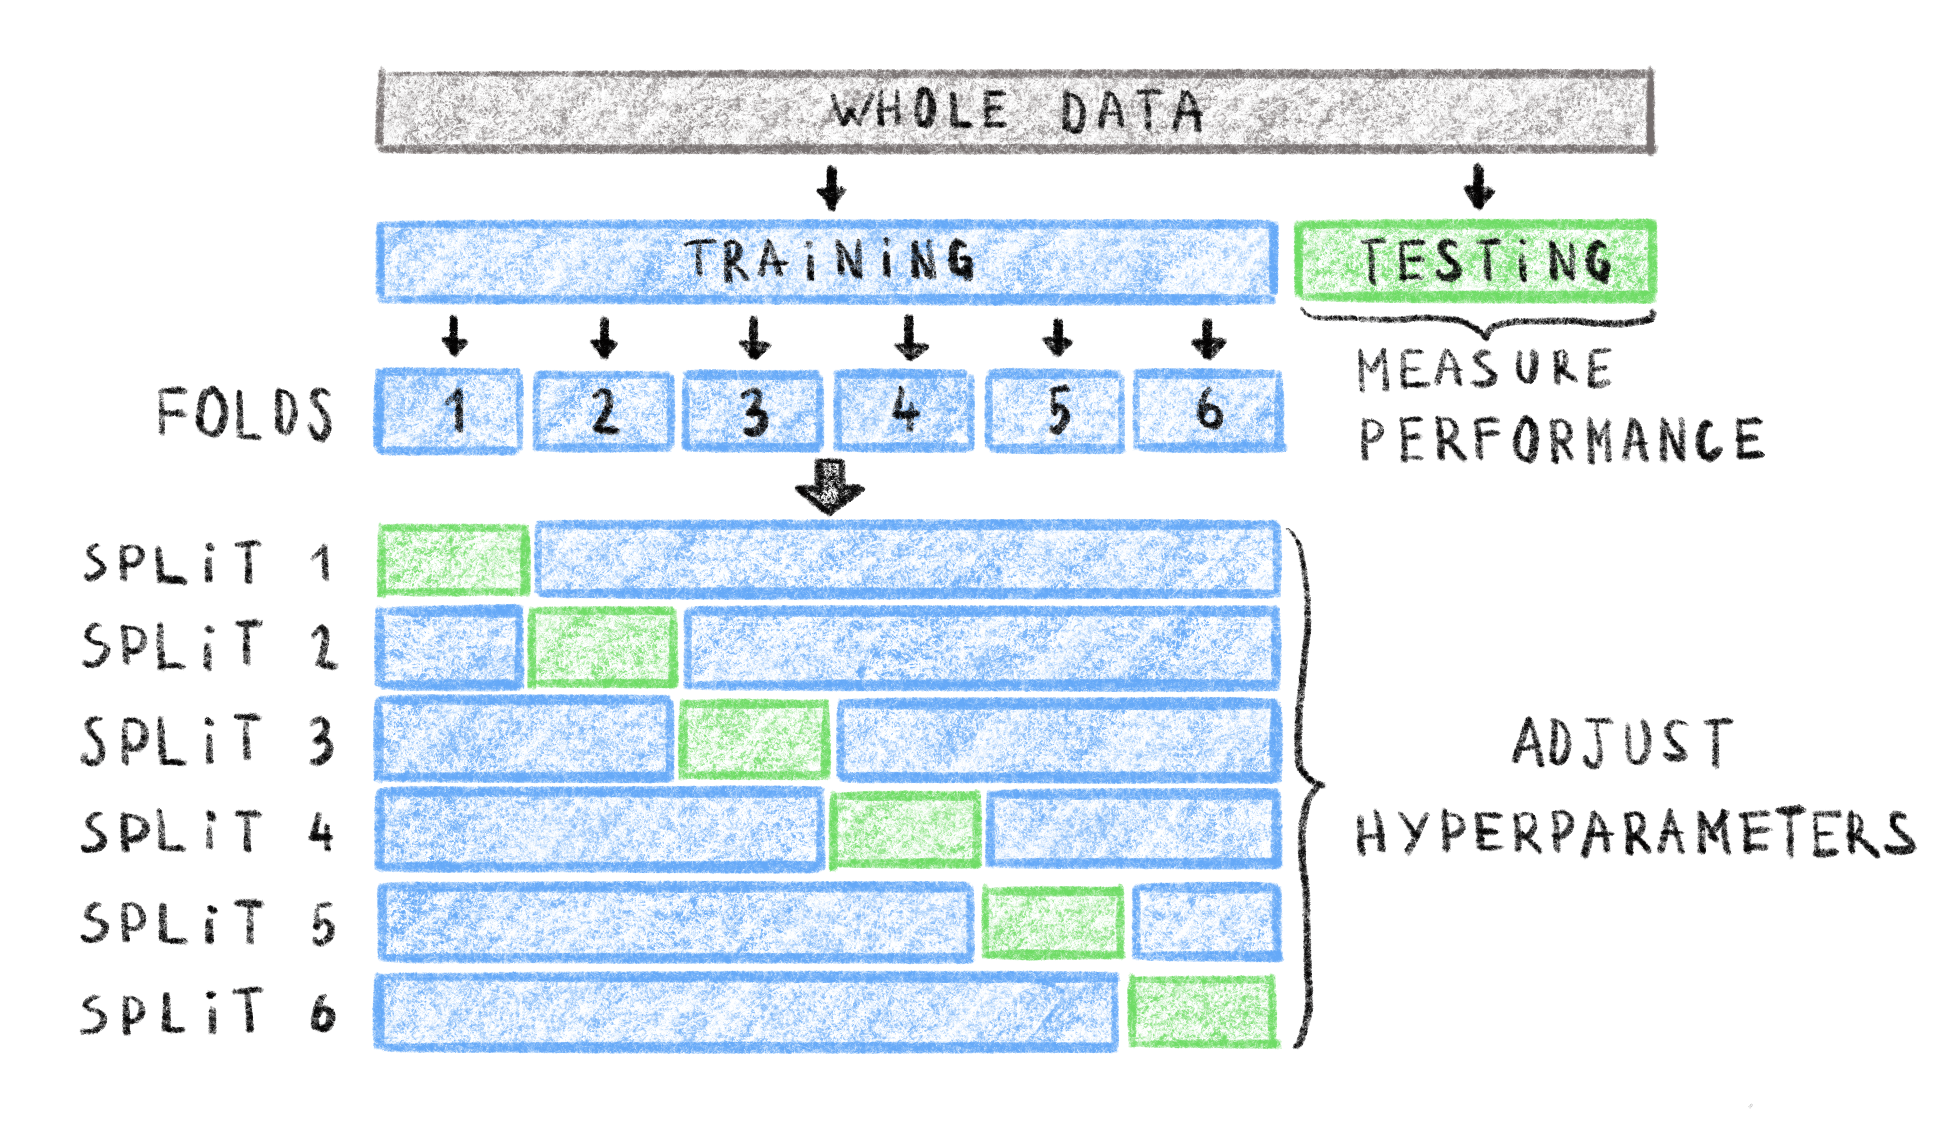 WHOLE DATA
TRAiNiNG
TESTiNG
FOLDS 1 2 3 4 5 6
MEASURE
PERFORMANCE
SPLiT 1
SPLiT 2
SPLiT 3
SPLiT 4
SPLiT 5
SPLiT 6
ADJUST
HYPERPARAMETERS